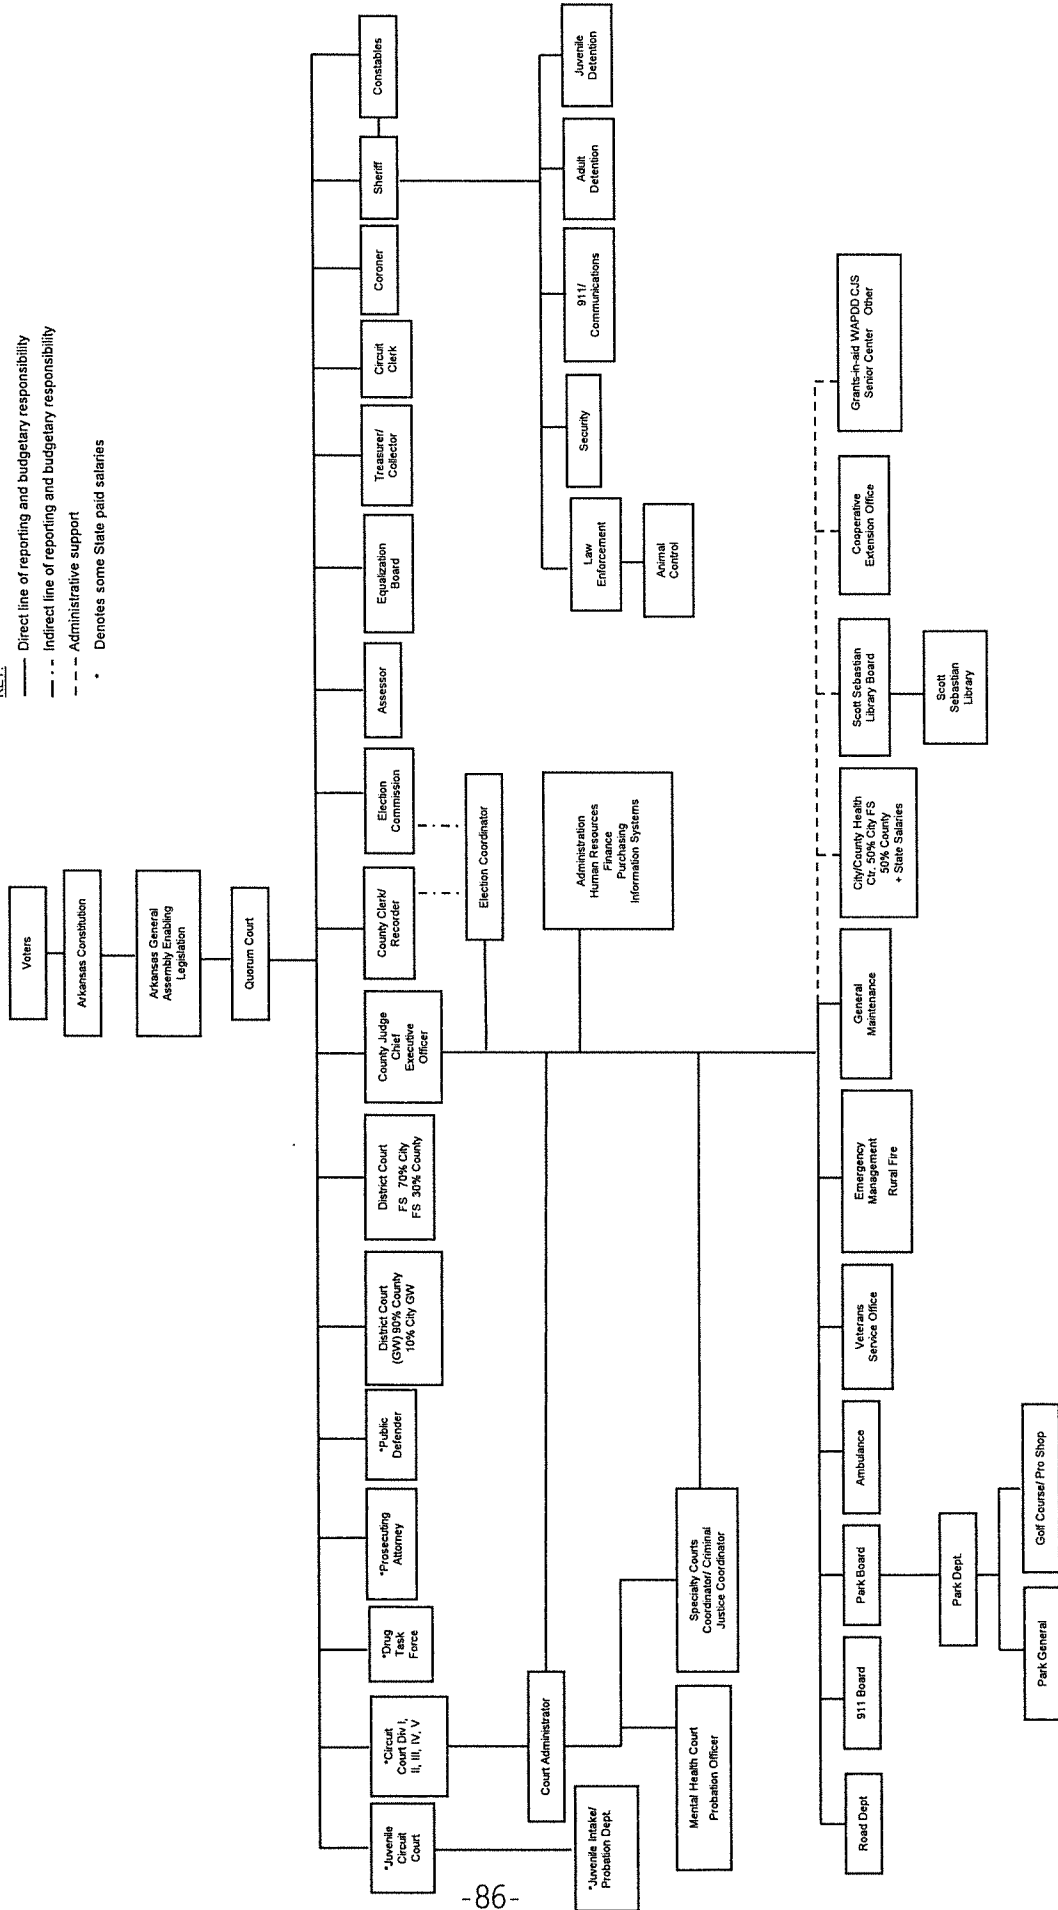 KEY:
Direct line of reporting and budgetary responsibility
Indirect line of reporting and budgetary responsibility
Administrative support
* Denotes some State paid salaries
Voters
Arkansas Constitution
Arkansas General
Assembly Enabling
Legislation
Quorum Court
*Juvenile
Circuit
Court
*Circuit
Court Div I,
II, III, IV, V
*Drug
Task
Force
*Prosecuting
Attorney
*Public
Defender
District Court
(GW) 90% County
10% City GW
District Court
FS 70% City
FS 30% County
County Judge
Chief
Executive
Officer
County Clerk/
Recorder
Election
Commission
Assessor
Equalization
Board
Treasurer/
Collector
Circuit
Clerk
Coroner
Sheriff
Constables
Election Coordinator
Court Administrator
Administration
Human Resources
Finance
Purchasing
Information Systems
*Juvenile Intake/
Probation Dept.
Law
Enforcement
Security
911/
Communications
Adult
Detention
Juvenile
Detention
Animal
Control
Mental Health Court
Probation Officer
Specialty Courts
Coordinator/ Criminal
Justice Coordinator
Road Dept
911 Board
Park Board
Ambulance
Veterans
Service Office
Emergency
Management
Rural Fire
General
Maintenance
City/County Health
Ctr. 50% City FS
50% County
+ State Salaries
Scott Sebastian
Library Board
Cooperative
Extension Office
Grants-in-aid WAPDD CJS
Senior Center Other
Scott
Sebastian
Library
Park Dept.
Park General
Golf Course/ Pro Shop
-86-